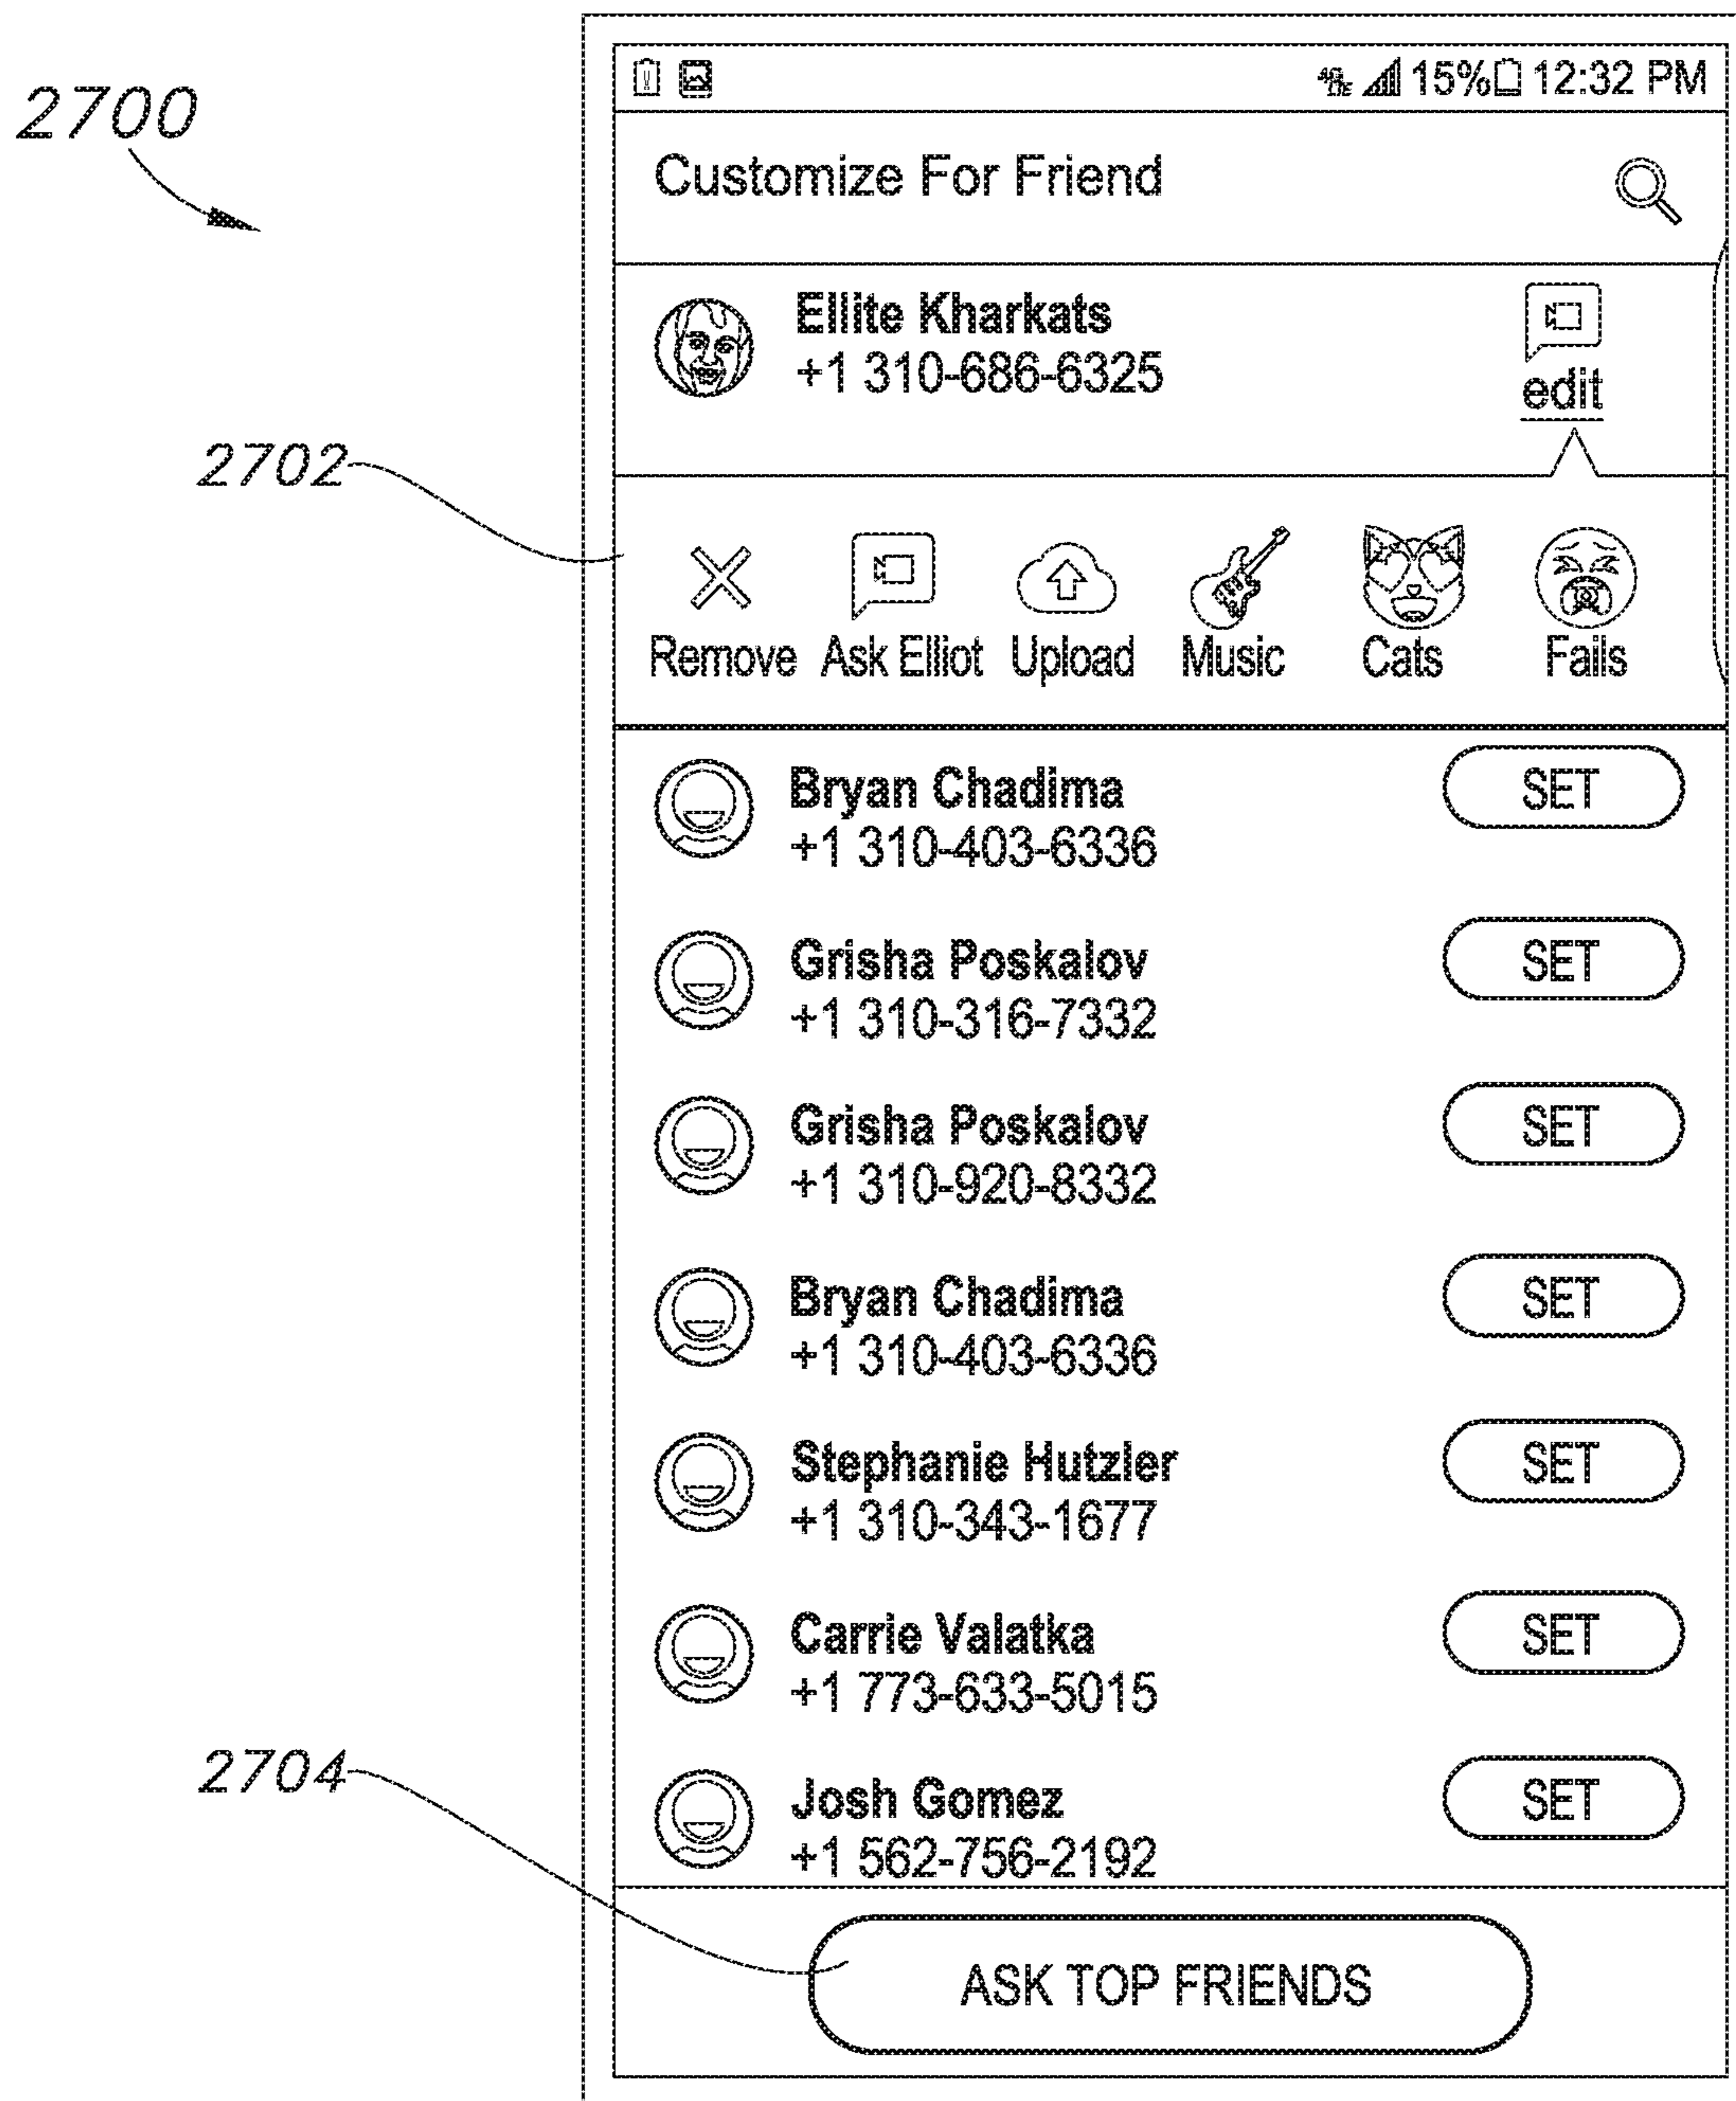 2700
15% 12:32 PM
Customize For Friend
Ellite Kharkats
+1 310-686-6325
edit
2702
Remove Ask Elliot Upload Music Cats Fails
Bryan Chadima SET
+1 310-403-6336
Grisha Poskalov SET
+1 310-316-7332
Grisha Poskalov SET
+1 310-920-8332
Bryan Chadima SET
+1 310-403-6336
Stephanie Hutzler SET
+1 310-343-1677
Carrie Valatka SET
+1 773-633-5015
2704
Josh Gomez SET
+1 562-756-2192
ASK TOP FRIENDS